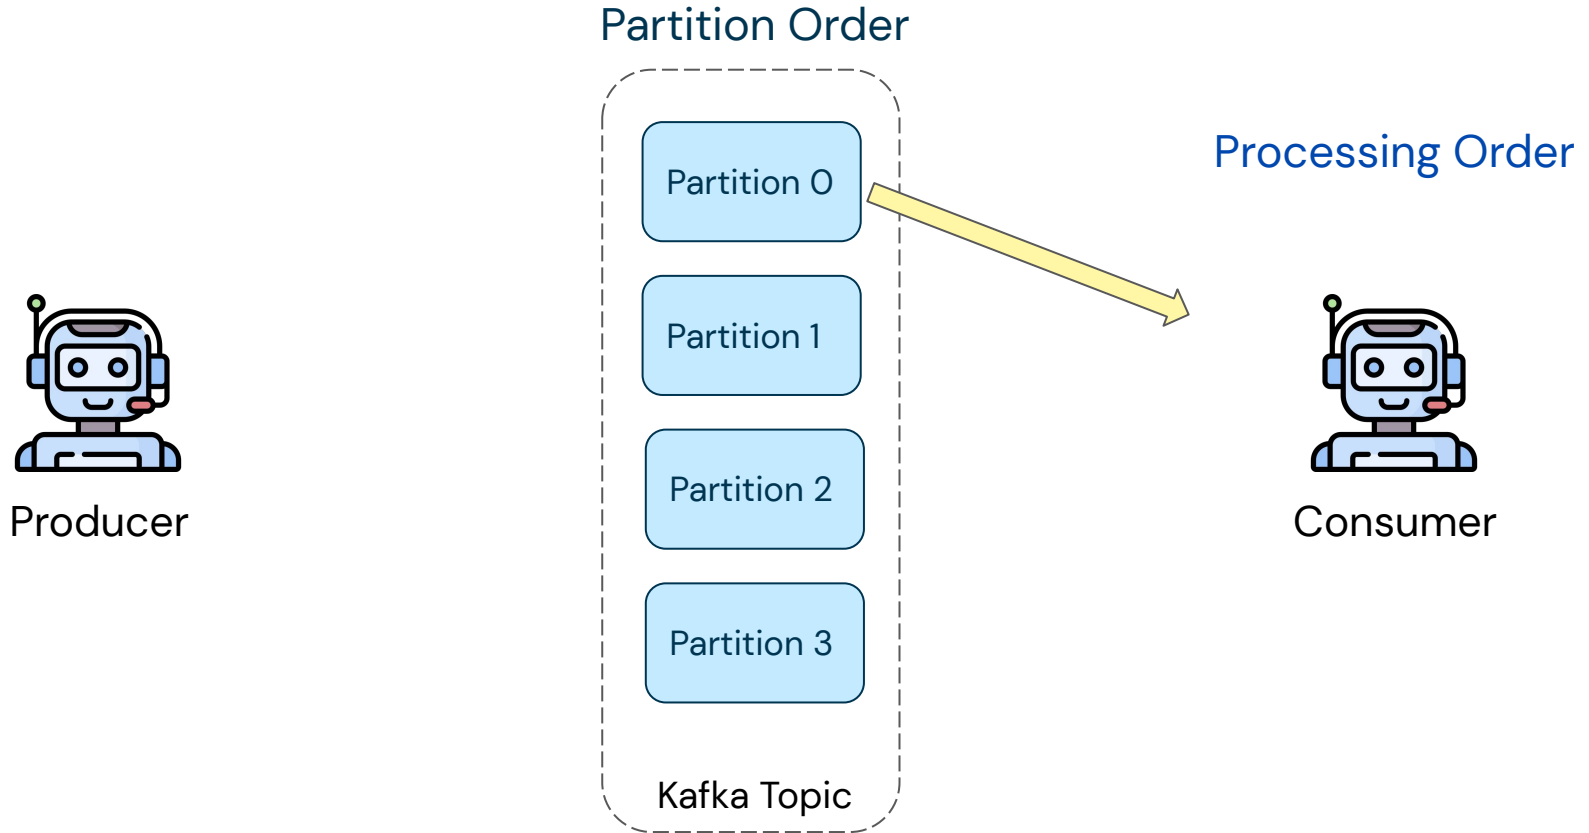 Partition Order
Processing Order
Partition 0
Partition 1
Partition 2
Partition 3
Producer
Consumer
Kafka Topic